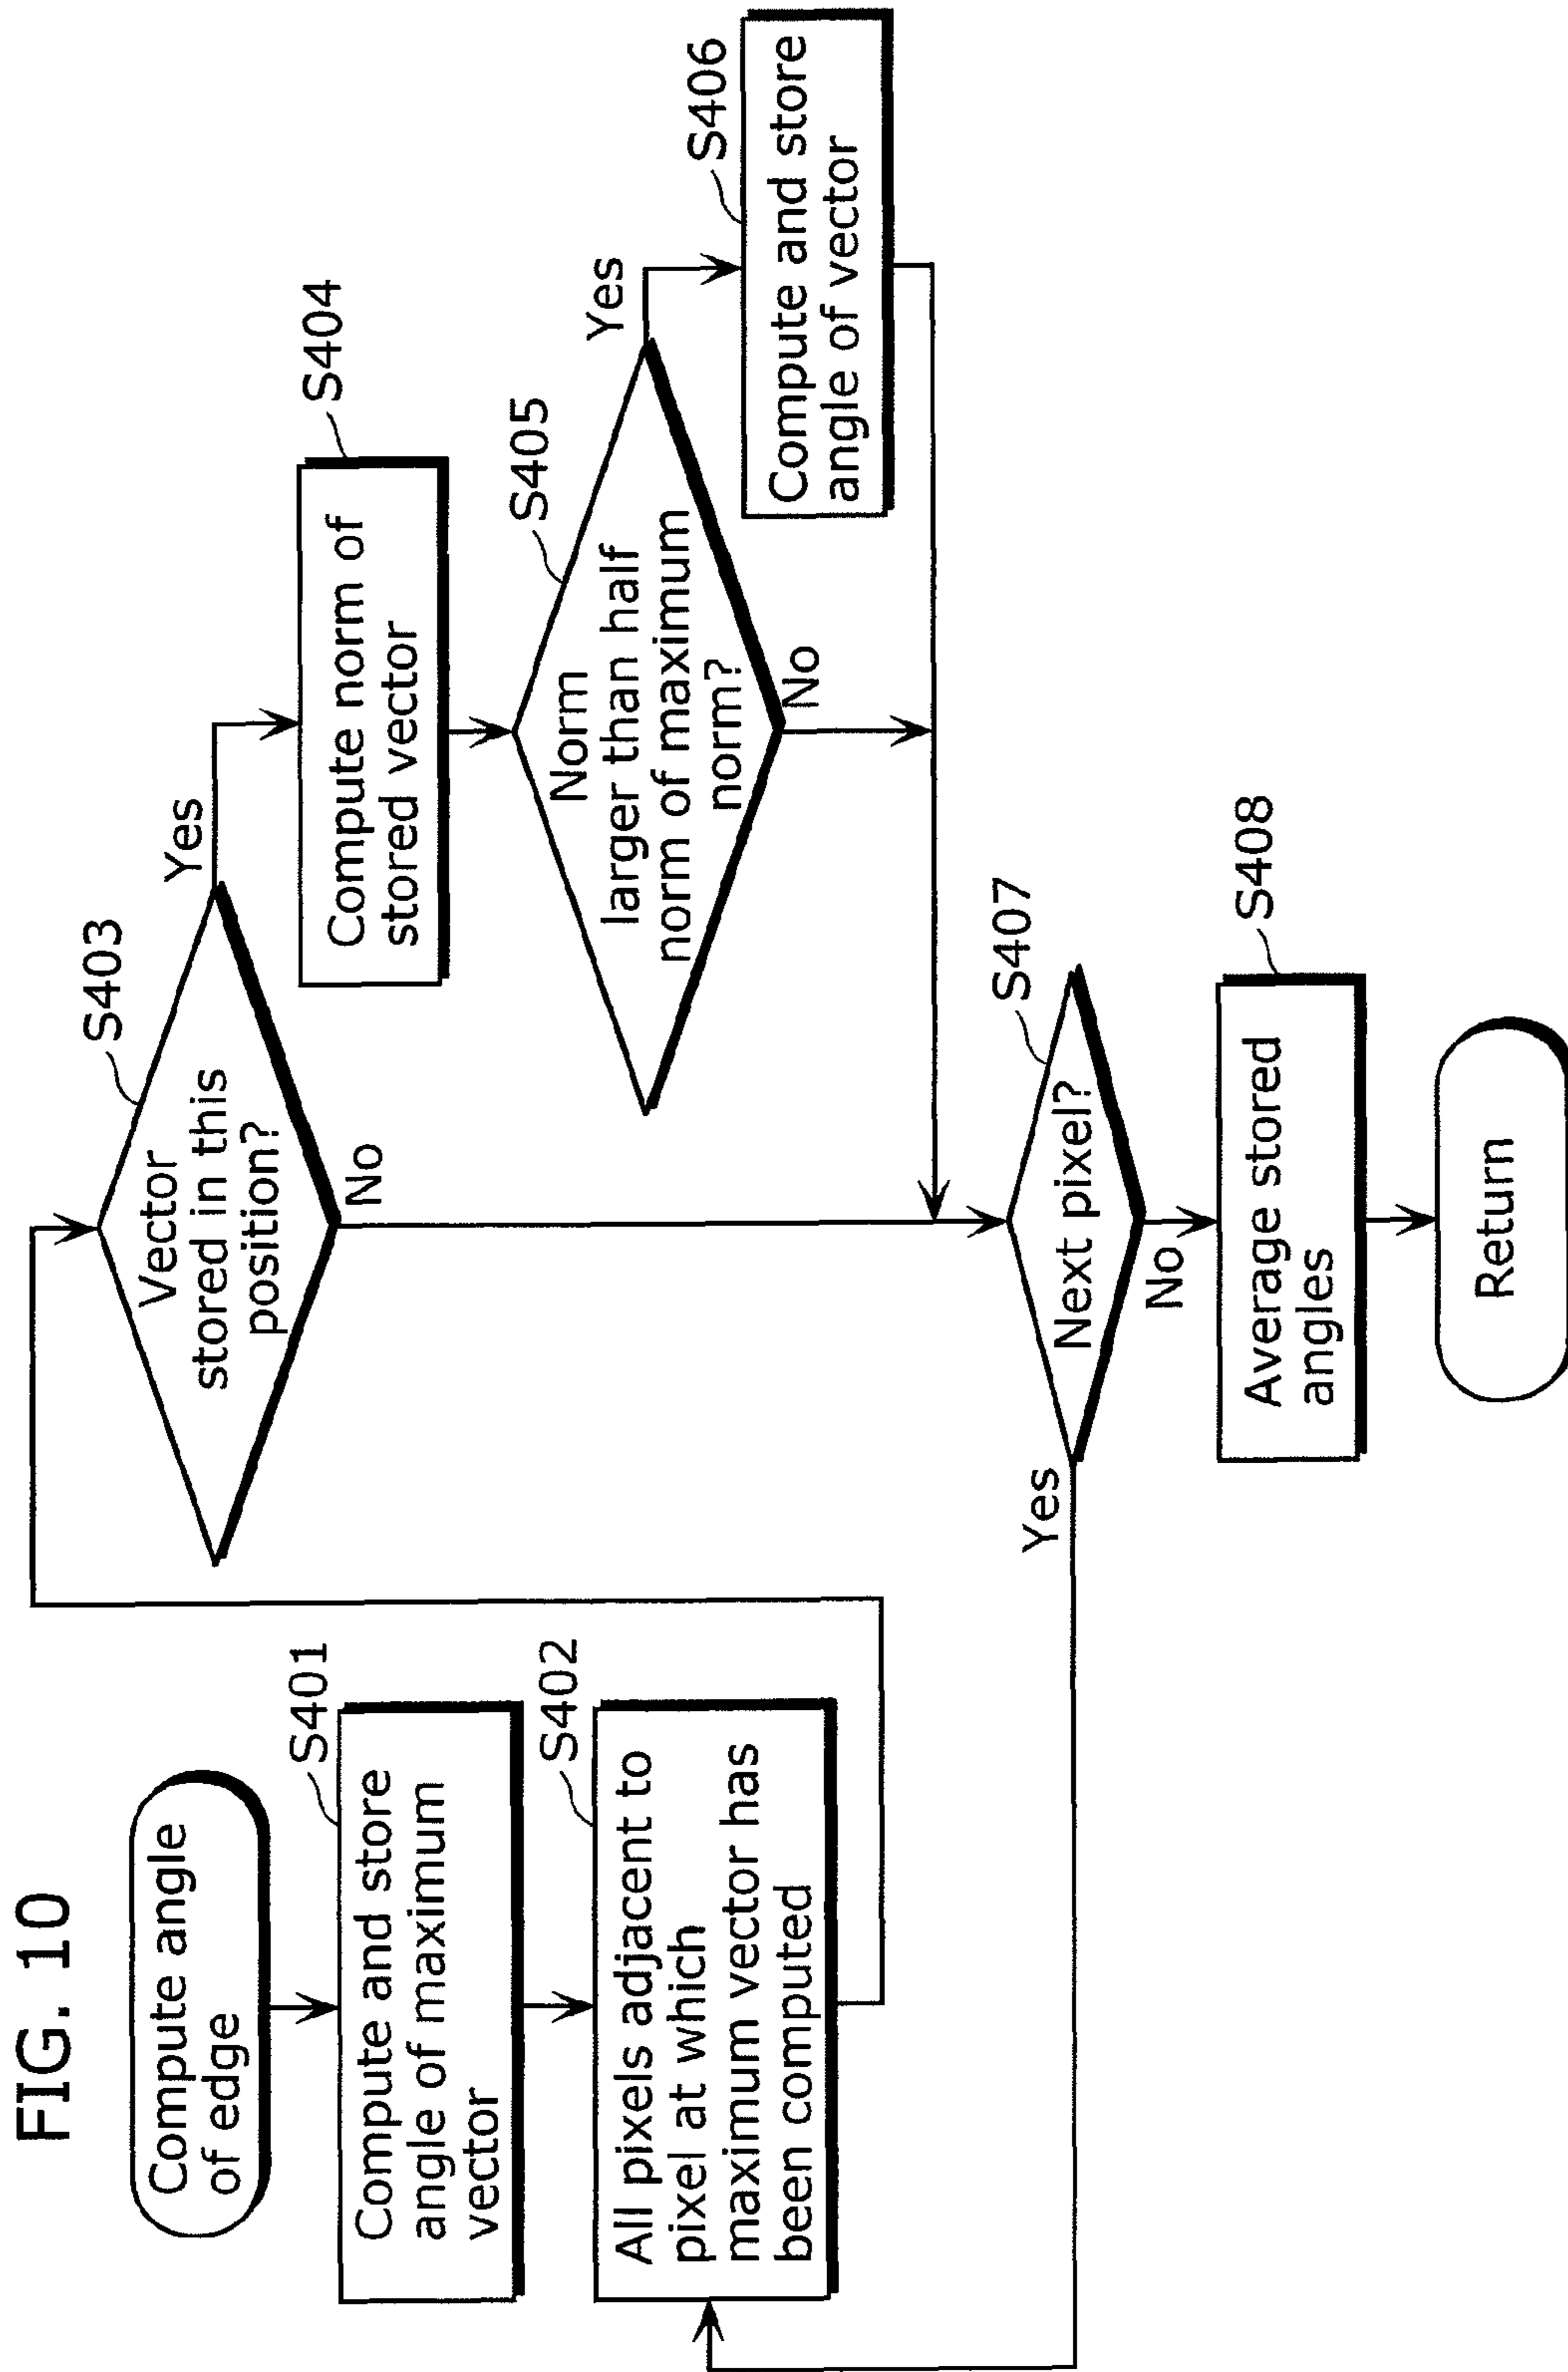 FIG. 10
Compute angle
of edge
S401
Compute and store
angle of maximum
vector
S402
All pixels adjacent to
pixel at which
maximum vector has
been computed
S403
Vector
stored in this
position?
Yes
No
S404
Compute norm of
stored vector
S405
Norm
larger than half
norm of maximum
norm?
Yes
No
S406
Compute and store
angle of vector
S407
Next pixel?
Yes
No
S408
Average stored
angles
Return